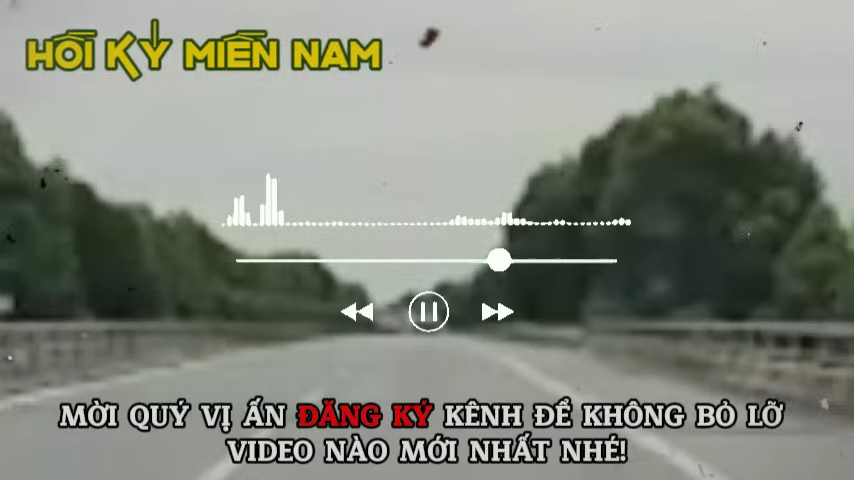 HỒI KÝ MIỀN NAM
MỜI QUÝ VỊ ẤN ĐĂNG KÝ KÊNH ĐỂ KHÔNG BỎ LỠ
VIDEO NÀO MỚI NHẤT NHÉ!